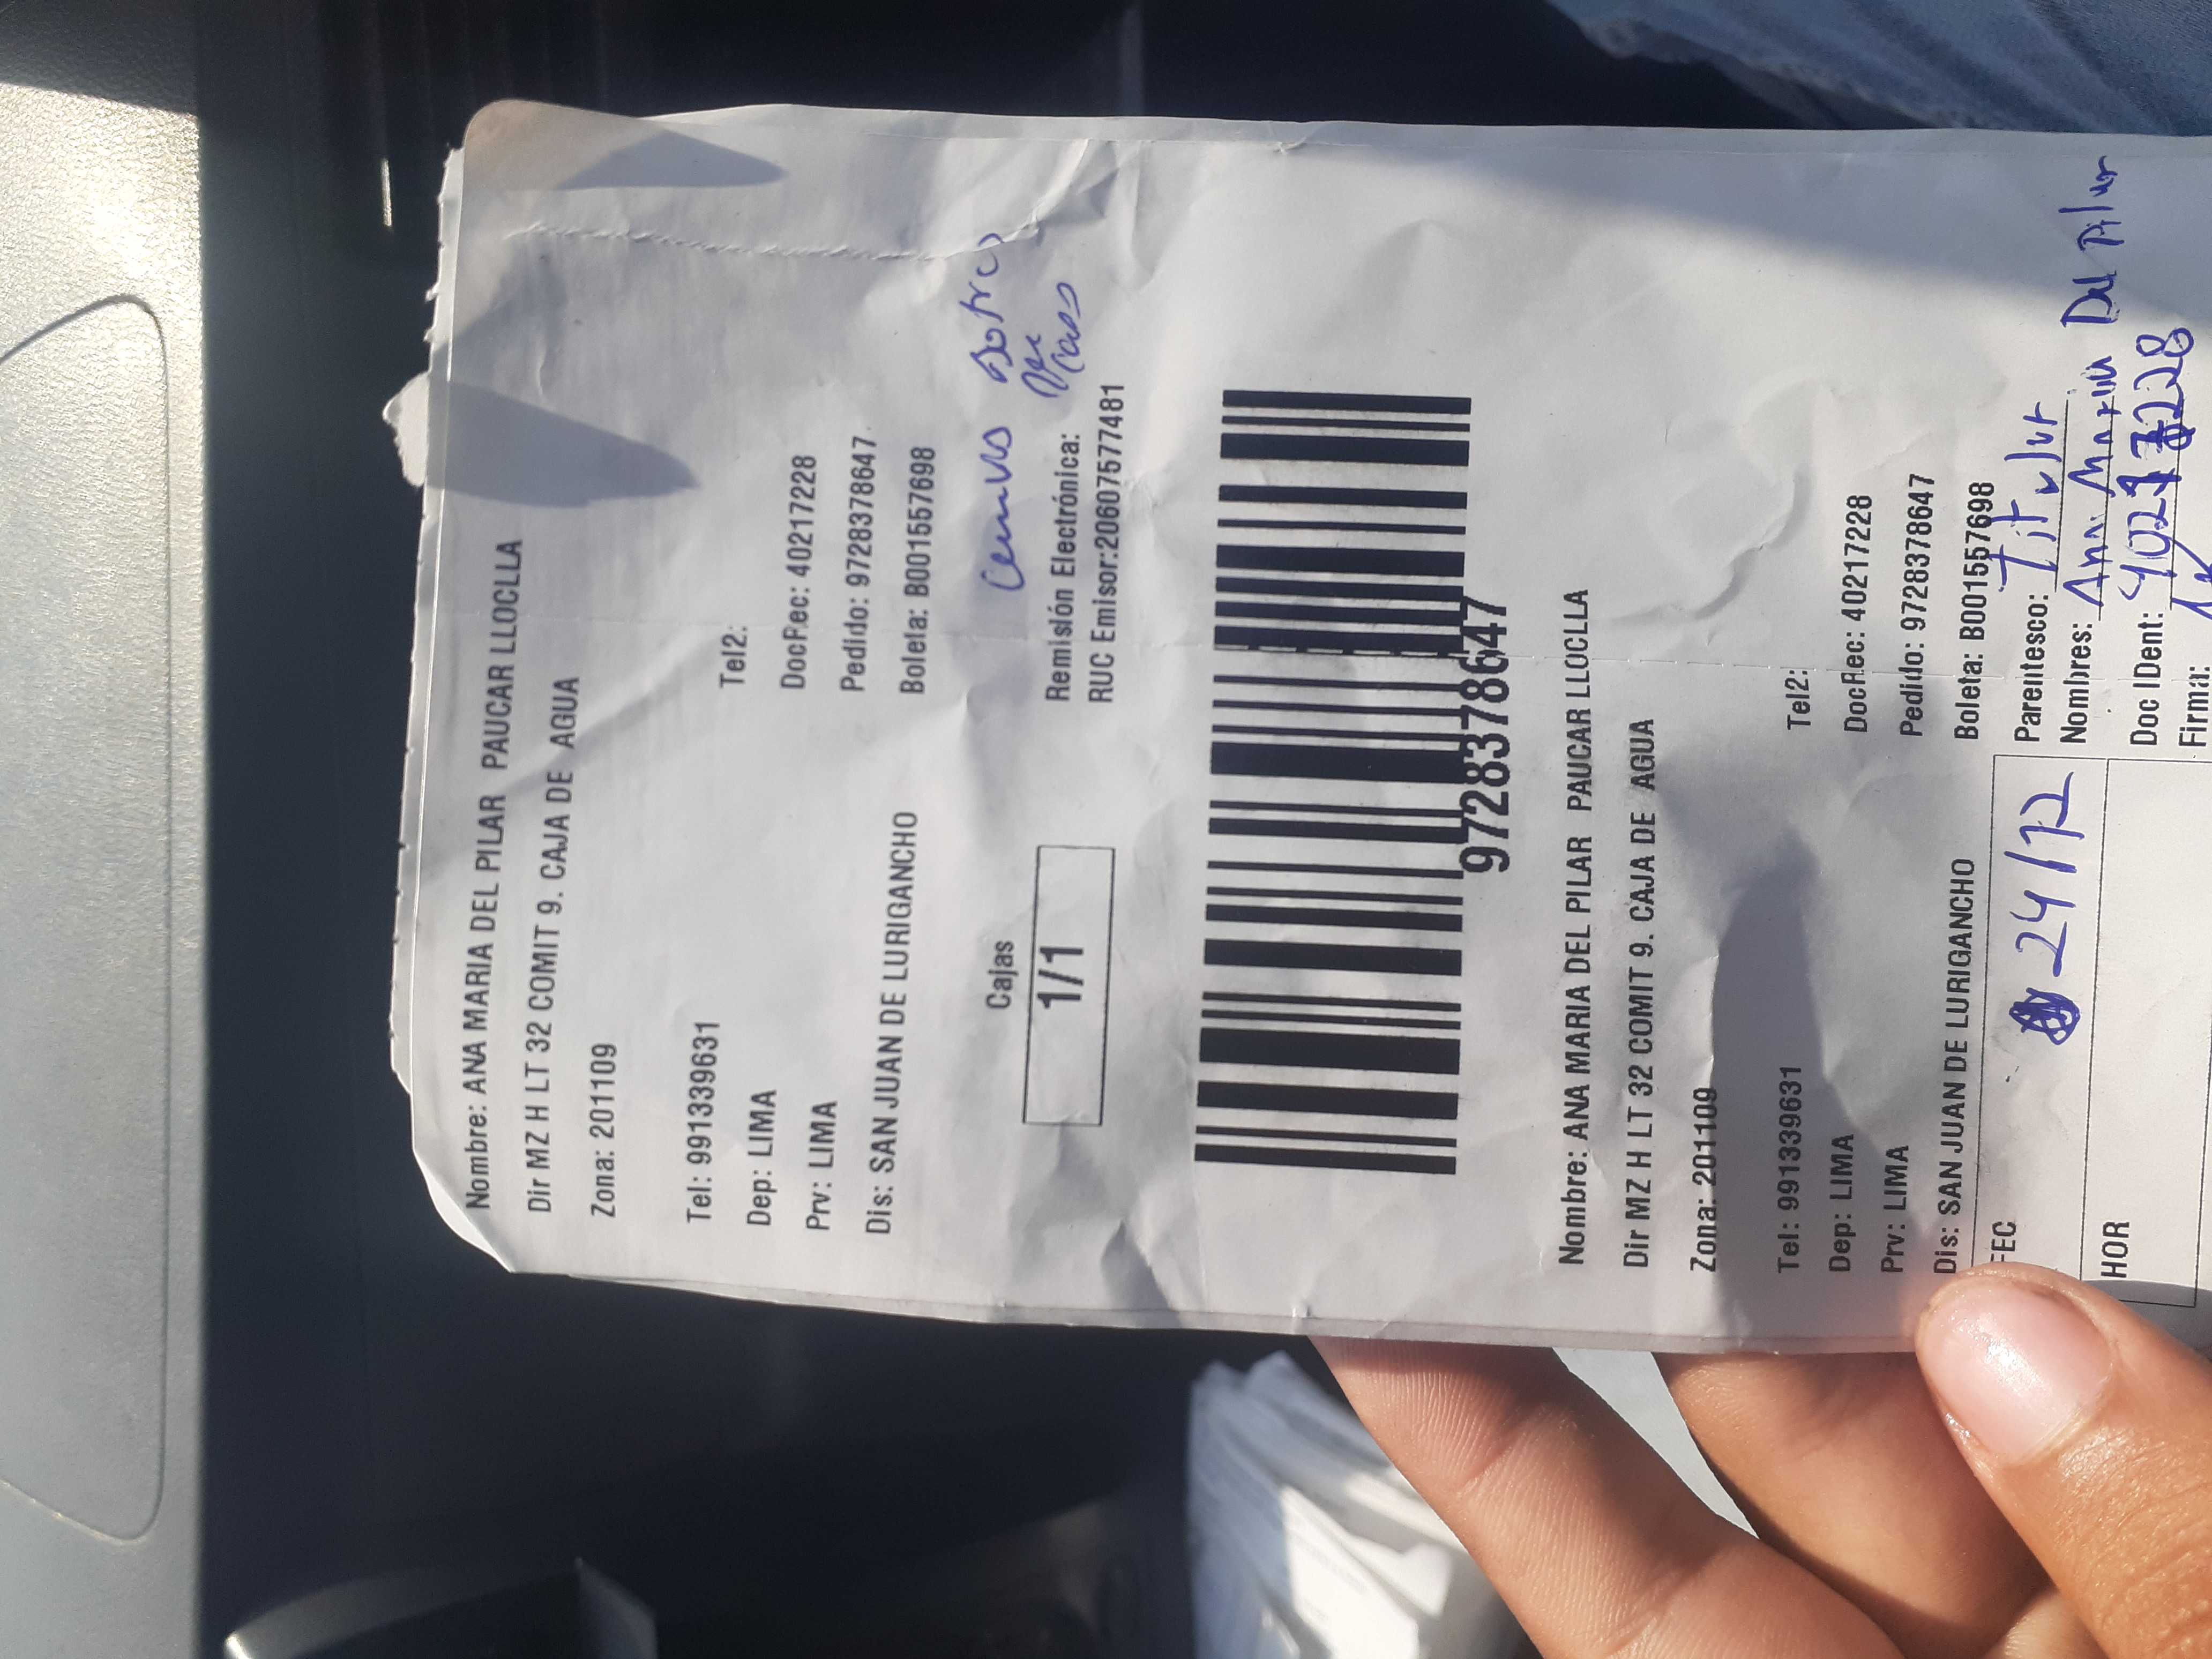 Nombre: ANA MARIA DEL PILAR PAUCAR LLOCLLA
Dir MZ H LT 32 COMIT 9. CAJA DE AGUA
Zona: 201109
Tel: 991339631 Tel2:
Dep: LIMA DocRec: 40217228
Prv: LIMA Pedido: 9728378647
Dis: SAN JUAN DE LURIGANCHO Boleta: B001557698
Cajas
1/1
Remisión Electrónica:
RUC Emisor:20607577481
9728378647
Nombre: ANA MARIA DEL PILAR PAUCAR LLOCLLA
Dir MZ H LT 32 COMIT 9. CAJA DE AGUA
Zona: 201109
Tel: 991339631 Tel2:
Dep: LIMA DocRec: 40217228
Prv: LIMA Pedido: 9728378647
Dis: SAN JUAN DE LURIGANCHO Boleta: B001557698
FEC 24/12 Parentesco: Titular
Nombres: Ana Maria Del Pilar
HOR Doc IDent:
Firma: